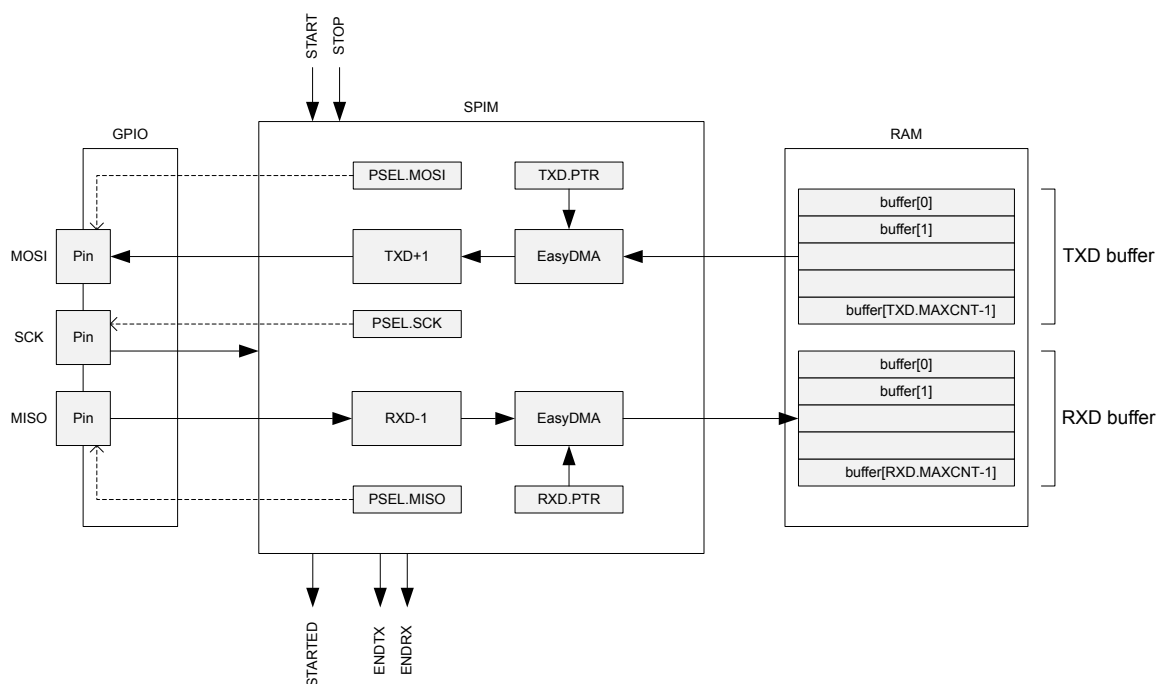 START
STOP
SPIM
GPIO
RAM
PSEL.MOSI
TXD.PTR
buffer[0]
buffer[1]
MOSI
Pin
TXD+1
EasyDMA
TXD buffer
buffer[TXD.MAXCNT-1]
SCK
Pin
PSEL.SCK
buffer[0]
buffer[1]
MISO
Pin
RXD-1
EasyDMA
RXD buffer
buffer[RXD.MAXCNT-1]
PSEL.MISO
RXD.PTR
STARTED
ENDTX
ENDRX